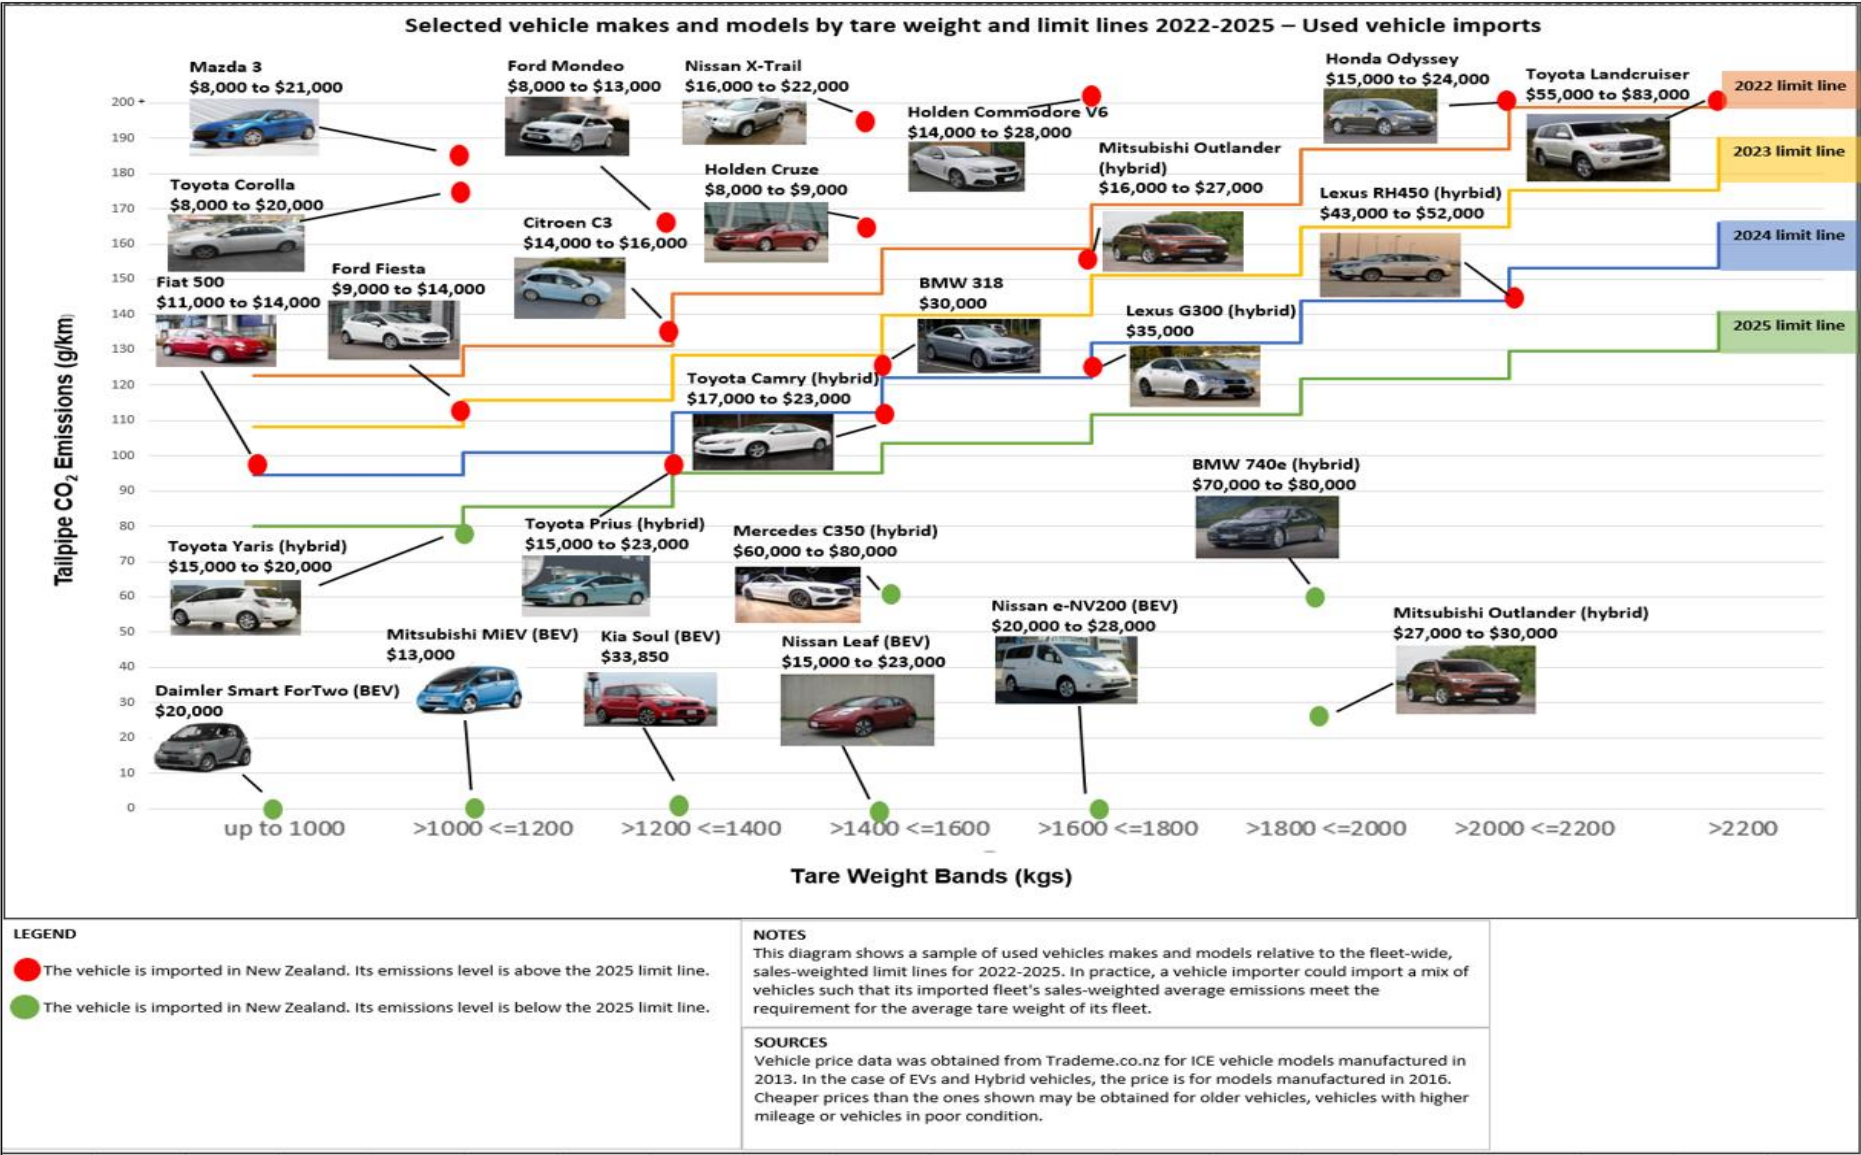 Selected vehicle makes and models by tare weight and limit lines 2022-2025 – Used vehicle imports
Mazda 3
$8,000 to $21,000
Ford Mondeo
$8,000 to $13,000
Nissan X-Trail
$16,000 to $22,000
Holden Commodore V6
$14,000 to $28,000
Honda Odyssey
$15,000 to $24,000
Toyota Landcruiser
$55,000 to $83,000
2022 limit line
2023 limit line
2024 limit line
2025 limit line
Toyota Corolla
$8,000 to $20,000
Holden Cruze
$8,000 to $9,000
Mitsubishi Outlander
(hybrid)
$16,000 to $27,000
Lexus RH450 (hyrbid)
$43,000 to $52,000
Citroen C3
$14,000 to $16,000
Fiat 500
$11,000 to $14,000
Ford Fiesta
$9,000 to $14,000
BMW 318
$30,000
Lexus G300 (hybrid)
$35,000
Toyota Camry (hybrid)
$17,000 to $23,000
BMW 740e (hybrid)
$70,000 to $80,000
Toyota Yaris (hybrid)
$15,000 to $20,000
Toyota Prius (hybrid)
$15,000 to $23,000
Mercedes C350 (hybrid)
$60,000 to $80,000
Mitsubishi MiEV (BEV)
$13,000
Kia Soul (BEV)
$33,850
Nissan Leaf (BEV)
$15,000 to $23,000
Nissan e-NV200 (BEV)
$20,000 to $28,000
Mitsubishi Outlander (hybrid)
$27,000 to $30,000
Daimler Smart ForTwo (BEV)
$20,000
Tailpipe CO2 Emissions (g/km)
200 +
190
180
170
160
150
140
130
120
110
100
90
80
70
60
50
40
30
20
10
0
up to 1000
>1000 <=1200
>1200 <=1400
>1400 <=1600
>1600 <=1800
>1800 <=2000
>2000 <=2200
>2200
Tare Weight Bands (kgs)
LEGEND
The vehicle is imported in New Zealand. Its emissions level is above the 2025 limit line.
The vehicle is imported in New Zealand. Its emissions level is below the 2025 limit line.
NOTES
This diagram shows a sample of used vehicles makes and models relative to the fleet-wide,
sales-weighted limit lines for 2022-2025. In practice, a vehicle importer could import a mix of
vehicles such that its imported fleet's sales-weighted average emissions meet the
requirement for the average tare weight of its fleet.
SOURCES
Vehicle price data was obtained from Trademe.co.nz for ICE vehicle models manufactured in
2013. In the case of EVs and Hybrid vehicles, the price is for models manufactured in 2016.
Cheaper prices than the ones shown may be obtained for older vehicles, vehicles with higher
mileage or vehicles in poor condition.